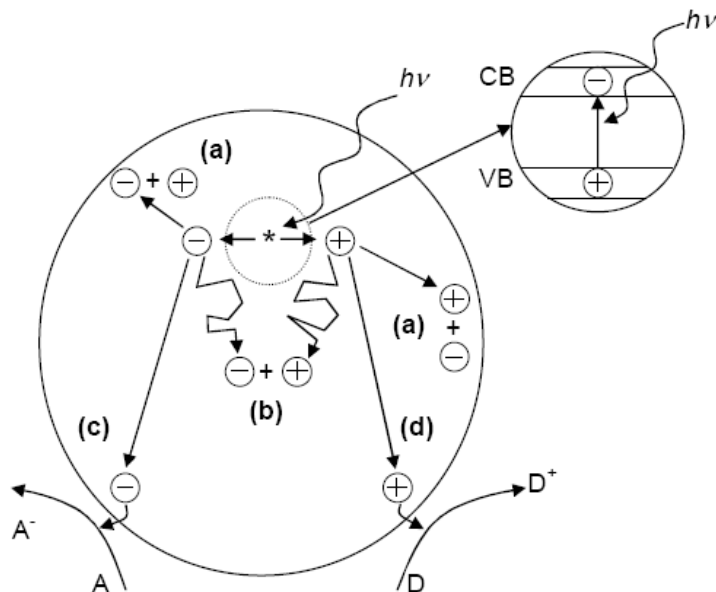 hν
hν
CB
(a)
− + +
VB
+
− * +
+
(a)
+
−
− + +
(b)
(c)
(d)
−
+
D+
A-
A
D